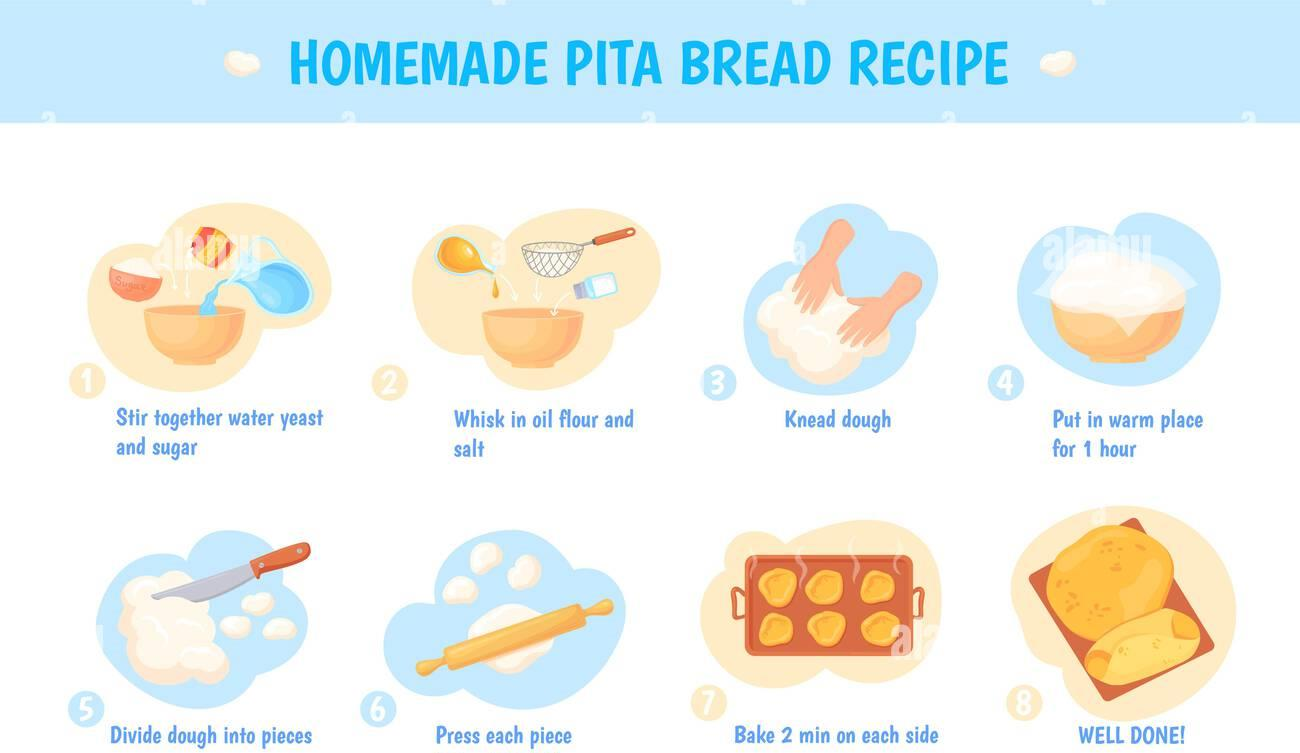 HOMEMADE PITA BREAD RECIPE
Sugar
alamy
a
alamy
1
Stir together water yeast
and sugar
2
Whisk in oil flour and
salt
3
Knead dough
4
Put in warm place
for 1 hour
5
Divide dough into pieces
6
Press each piece
7
Bake 2 min on each side
8
WELL DONE!